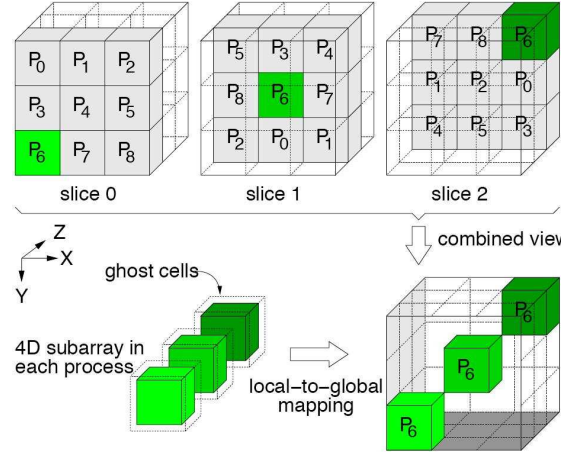 P0 P1 P2
P3 P4 P5
P6 P7 P8
slice 0
P5 P3 P4
P8 P6 P7
P2 P0 P1
slice 1
P7 P8 P6
P1 P2 P0
P4 P5 P3
slice 2
Z
X
Y
combined view
ghost cells
4D subarray in
each process
local-to-global
mapping
P6
P6
P6